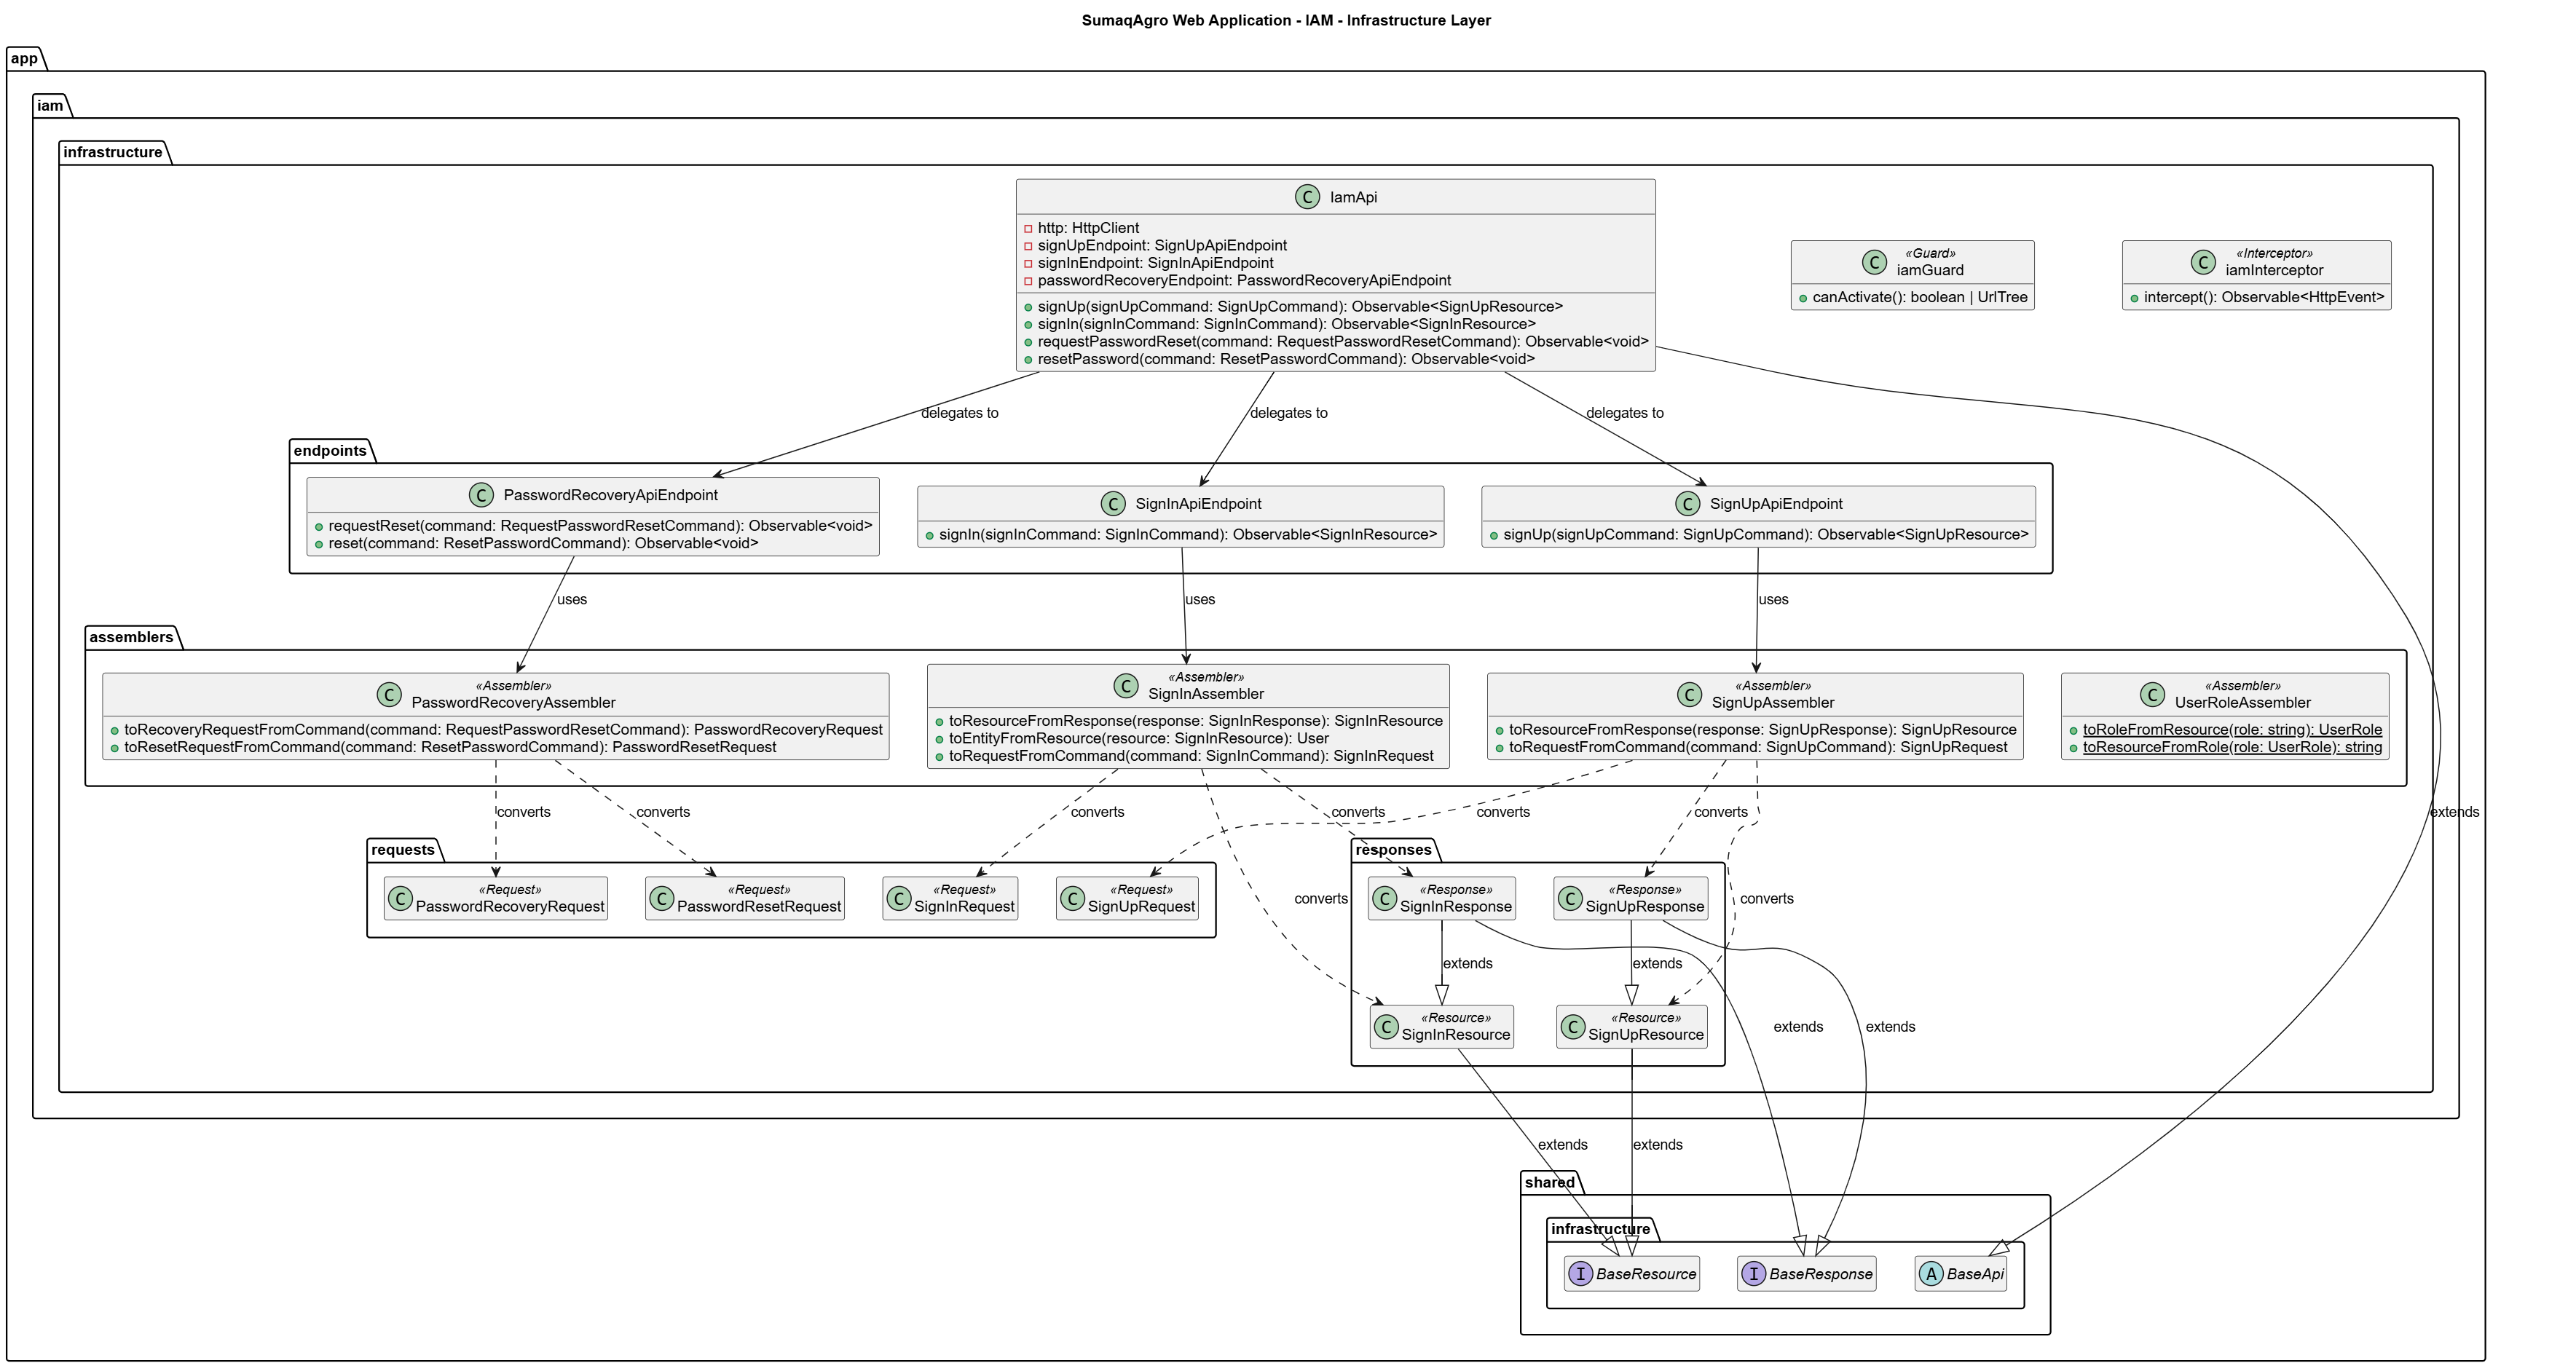 SumaqAgro Web Application - IAM - Infrastructure Layer
app
iam
infrastructure
C IamApi
http: HttpClient
signUpEndpoint: SignUpApiEndpoint
signInEndpoint: SignInApiEndpoint
passwordRecoveryEndpoint: PasswordRecoveryApiEndpoint
signUp(signUpCommand: SignUpCommand): Observable<SignUpResource>
signIn(signInCommand: SignInCommand): Observable<SignInResource>
requestPasswordReset(command: RequestPasswordResetCommand): Observable<void>
resetPassword(command: ResetPasswordCommand): Observable<void>
«Guard»
C iamGuard
canActivate(): boolean | UrlTree
«Interceptor»
C iamInterceptor
intercept(): Observable<HttpEvent>
delegates to
delegates to
delegates to
endpoints
C PasswordRecoveryApiEndpoint
requestReset(command: RequestPasswordResetCommand): Observable<void>
reset(command: ResetPasswordCommand): Observable<void>
C SignInApiEndpoint
signIn(signInCommand: SignInCommand): Observable<SignInResource>
C SignUpApiEndpoint
signUp(signUpCommand: SignUpCommand): Observable<SignUpResource>
uses
uses
uses
assemblers
«Assembler»
C PasswordRecoveryAssembler
toRecoveryRequestFromCommand(command: RequestPasswordResetCommand): PasswordRecoveryRequest
toResetRequestFromCommand(command: ResetPasswordCommand): PasswordResetRequest
«Assembler»
C SignInAssembler
toResourceFromResponse(response: SignInResponse): SignInResource
toEntityFromResource(resource: SignInResource): User
toRequestFromCommand(command: SignInCommand): SignInRequest
«Assembler»
C SignUpAssembler
toResourceFromResponse(response: SignUpResponse): SignUpResource
toRequestFromCommand(command: SignUpCommand): SignUpRequest
«Assembler»
C UserRoleAssembler
toRoleFromResource(role: string): UserRole
toResourceFromRole(role: UserRole): string
converts
converts
converts
converts
converts
converts
extends
requests
«Request»
C PasswordRecoveryRequest
«Request»
C PasswordResetRequest
«Request»
C SignInRequest
«Request»
C SignUpRequest
converts
responses
«Response»
C SignInResponse
«Response»
C SignUpResponse
converts
extends
extends
«Resource»
C SignInResource
«Resource»
C SignUpResource
extends
extends
extends
extends
shared
infrastructure
I BaseResource
I BaseResponse
A BaseApi